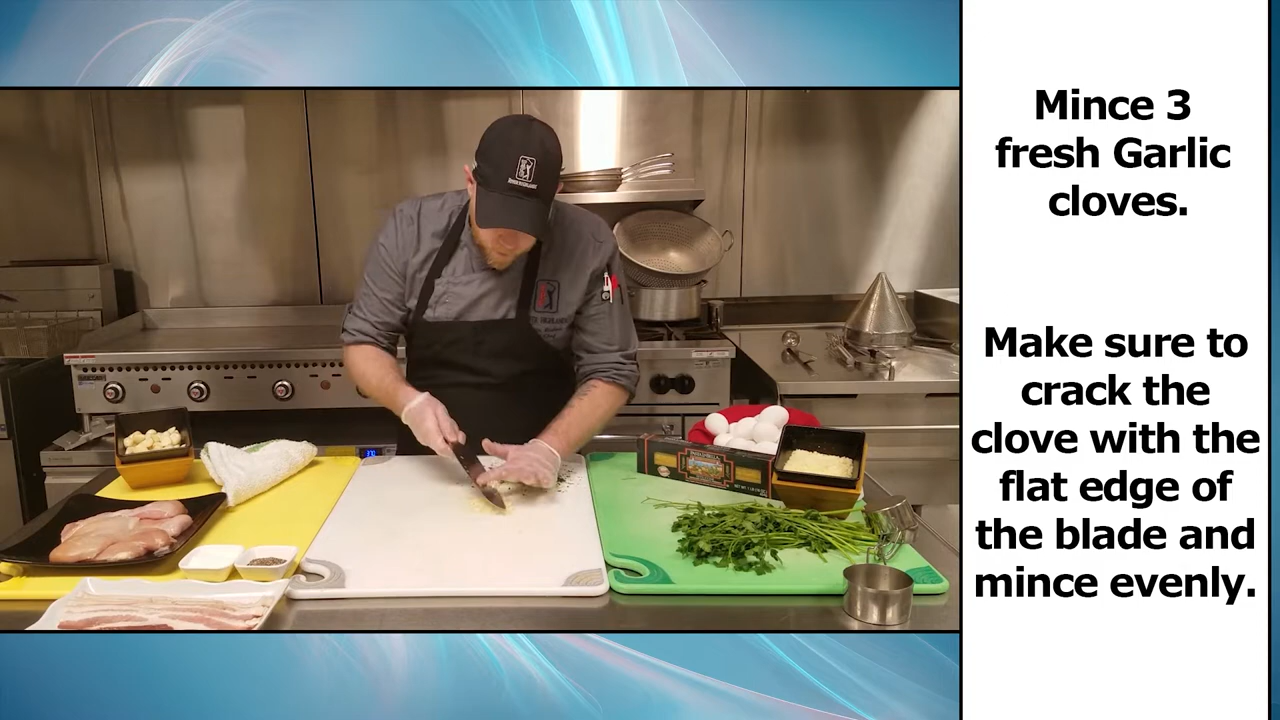 Mince 3
fresh Garlic
cloves.
Make sure to
crack the
clove with the
flat edge of
the blade and
mince evenly.